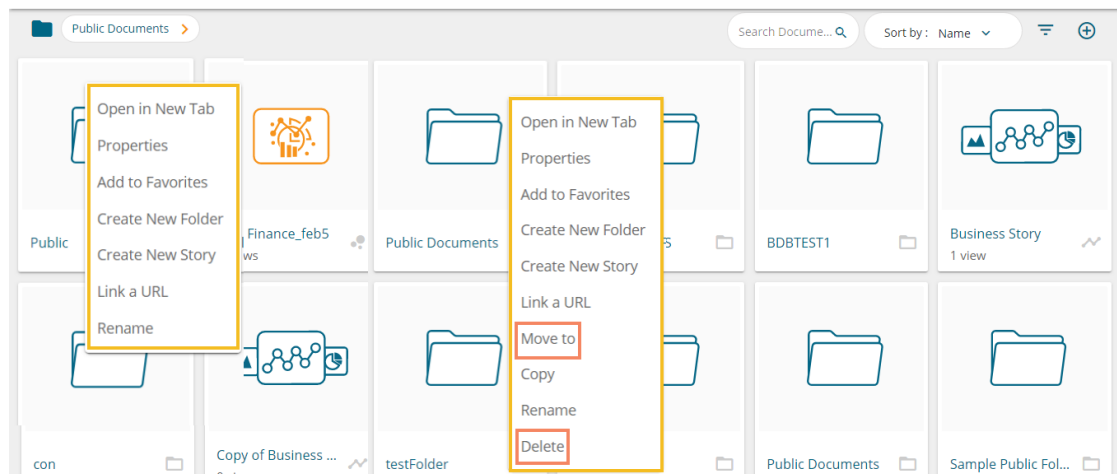 Public Documents
Search Docume...
Sort by : Name
Open in New Tab
Properties
Add to Favorites
Create New Folder
Create New Story
Link a URL
Rename
Open in New Tab
Properties
Add to Favorites
Create New Folder
Create New Story
Link a URL
Move to
Copy
Rename
Delete
Public
Finance_feb5
Public Documents
BDBTEST1
Business Story
1 view
con
Copy of Business ...
testFolder
Public Documents
Sample Public Fol...